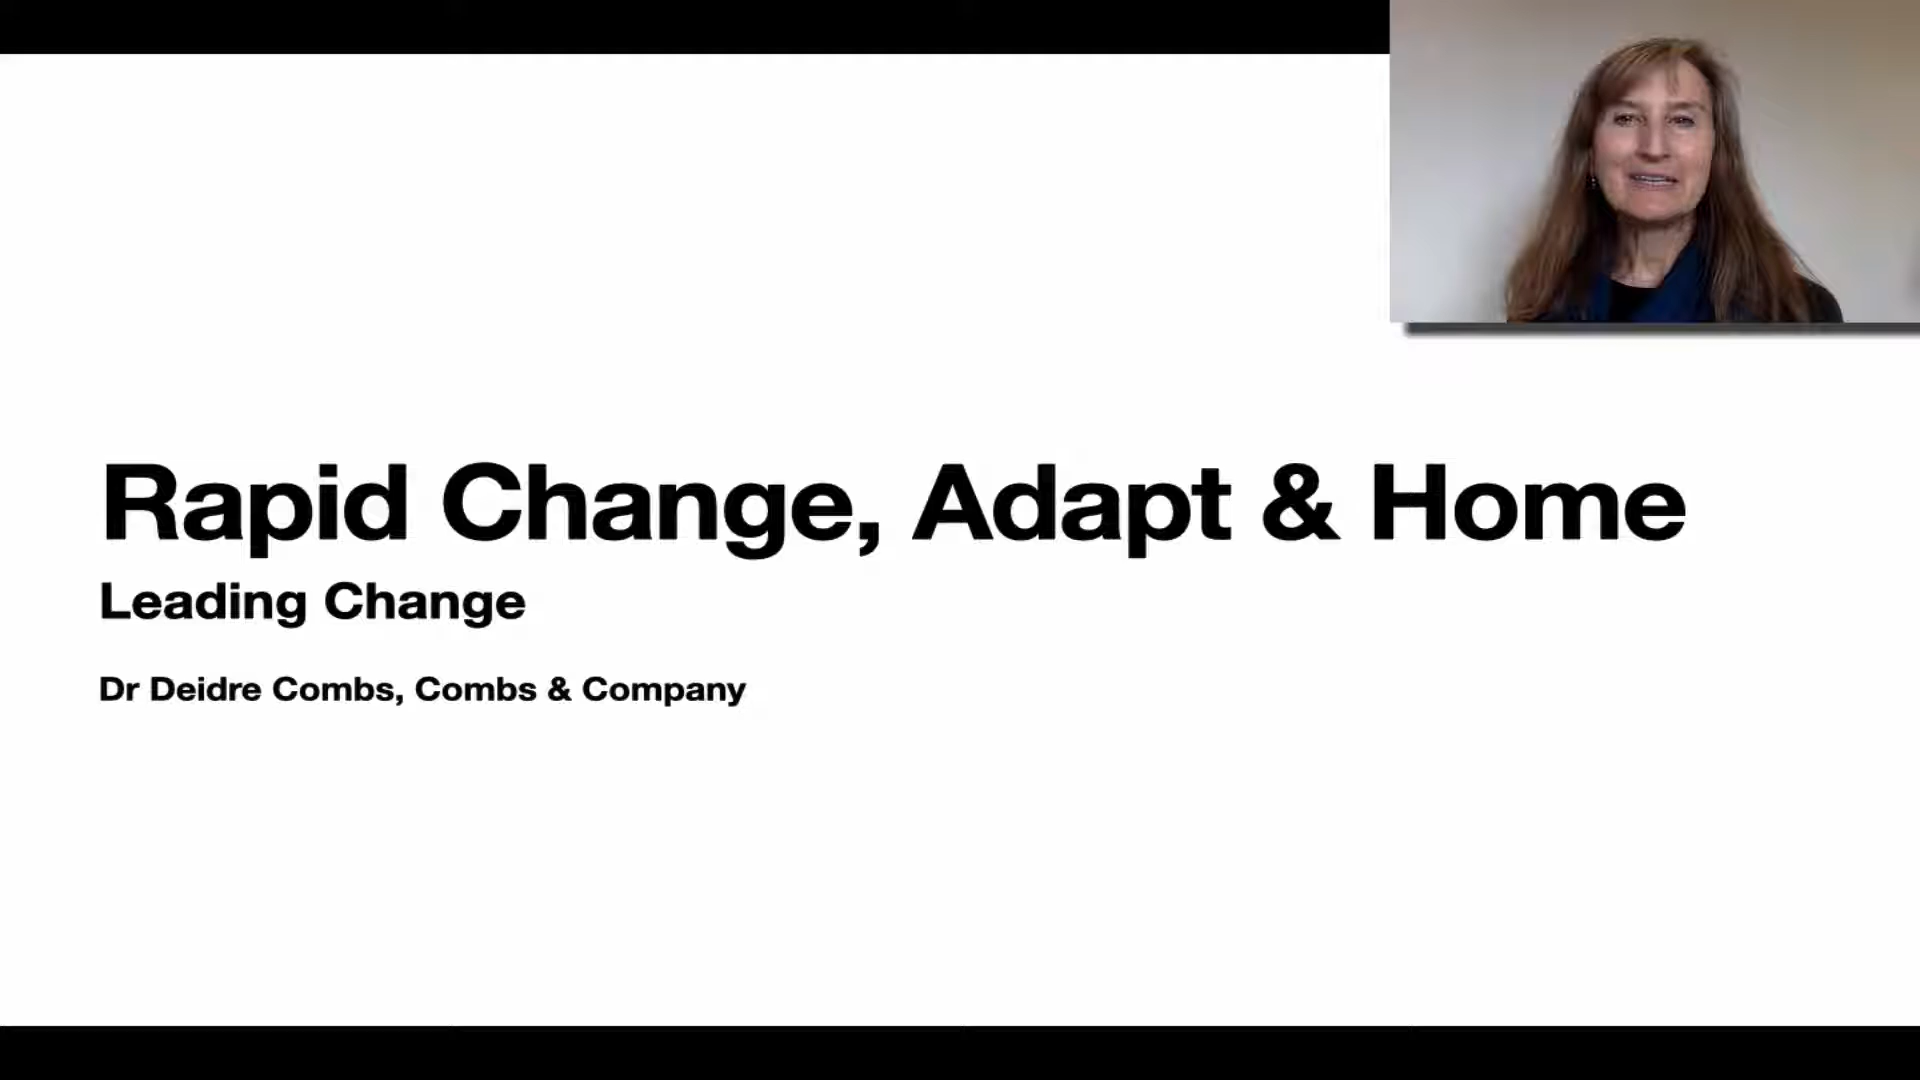 Rapid Change, Adapt & Home
Leading Change
Dr Deidre Combs, Combs & Company